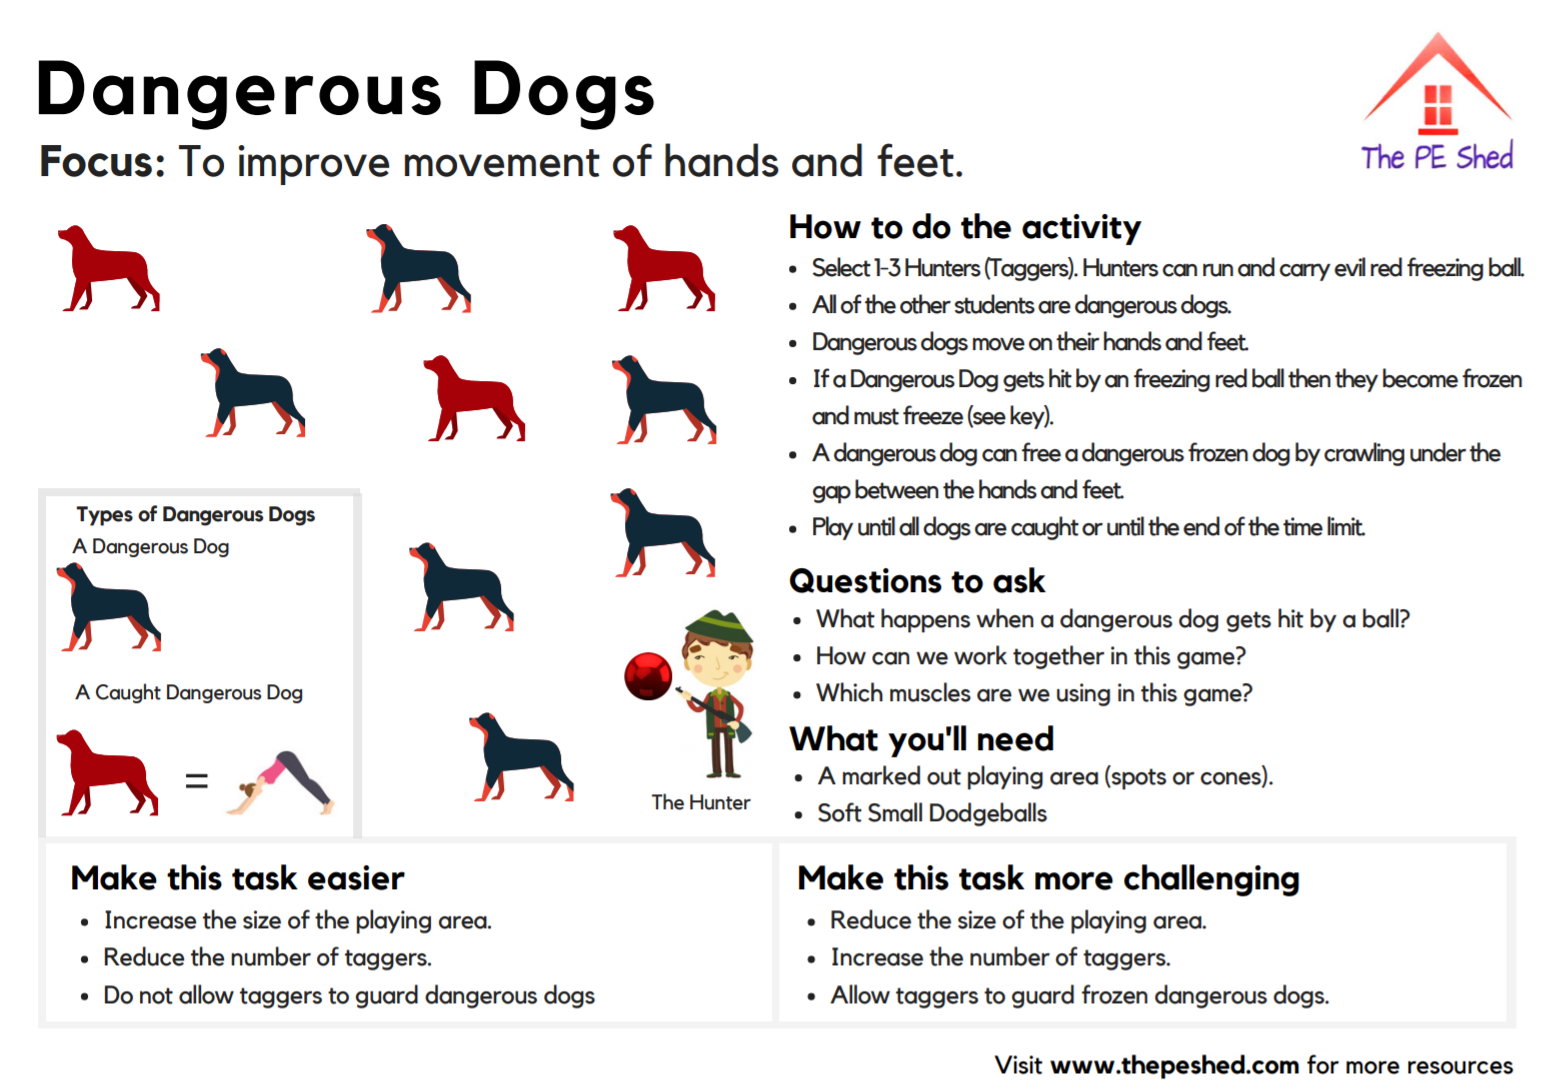 Dangerous Dogs
Focus: To improve movement of hands and feet.
The PE Shed
How to do the activity
• Select 1-3 Hunters (Taggers). Hunters can run and carry evil red freezing ball.
• All of the other students are dangerous dogs.
• Dangerous dogs move on their hands and feet.
• If a Dangerous Dog gets hit by an freezing red ball then they become frozen
and must freeze (see key).
• A dangerous dog can free a dangerous frozen dog by crawling under the
gap between the hands and feet.
• Play until all dogs are caught or until the end of the time limit.
Types of Dangerous Dogs
A Dangerous Dog
A Caught Dangerous Dog
=
The Hunter
Questions to ask
• What happens when a dangerous dog gets hit by a ball?
• How can we work together in this game?
• Which muscles are we using in this game?
What you'll need
• A marked out playing area (spots or cones).
• Soft Small Dodgeballs
Make this task easier
• Increase the size of the playing area.
• Reduce the number of taggers.
• Do not allow taggers to guard dangerous dogs
Make this task more challenging
• Reduce the size of the playing area.
• Increase the number of taggers.
• Allow taggers to guard frozen dangerous dogs.
Visit www.thepeshed.com for more resources